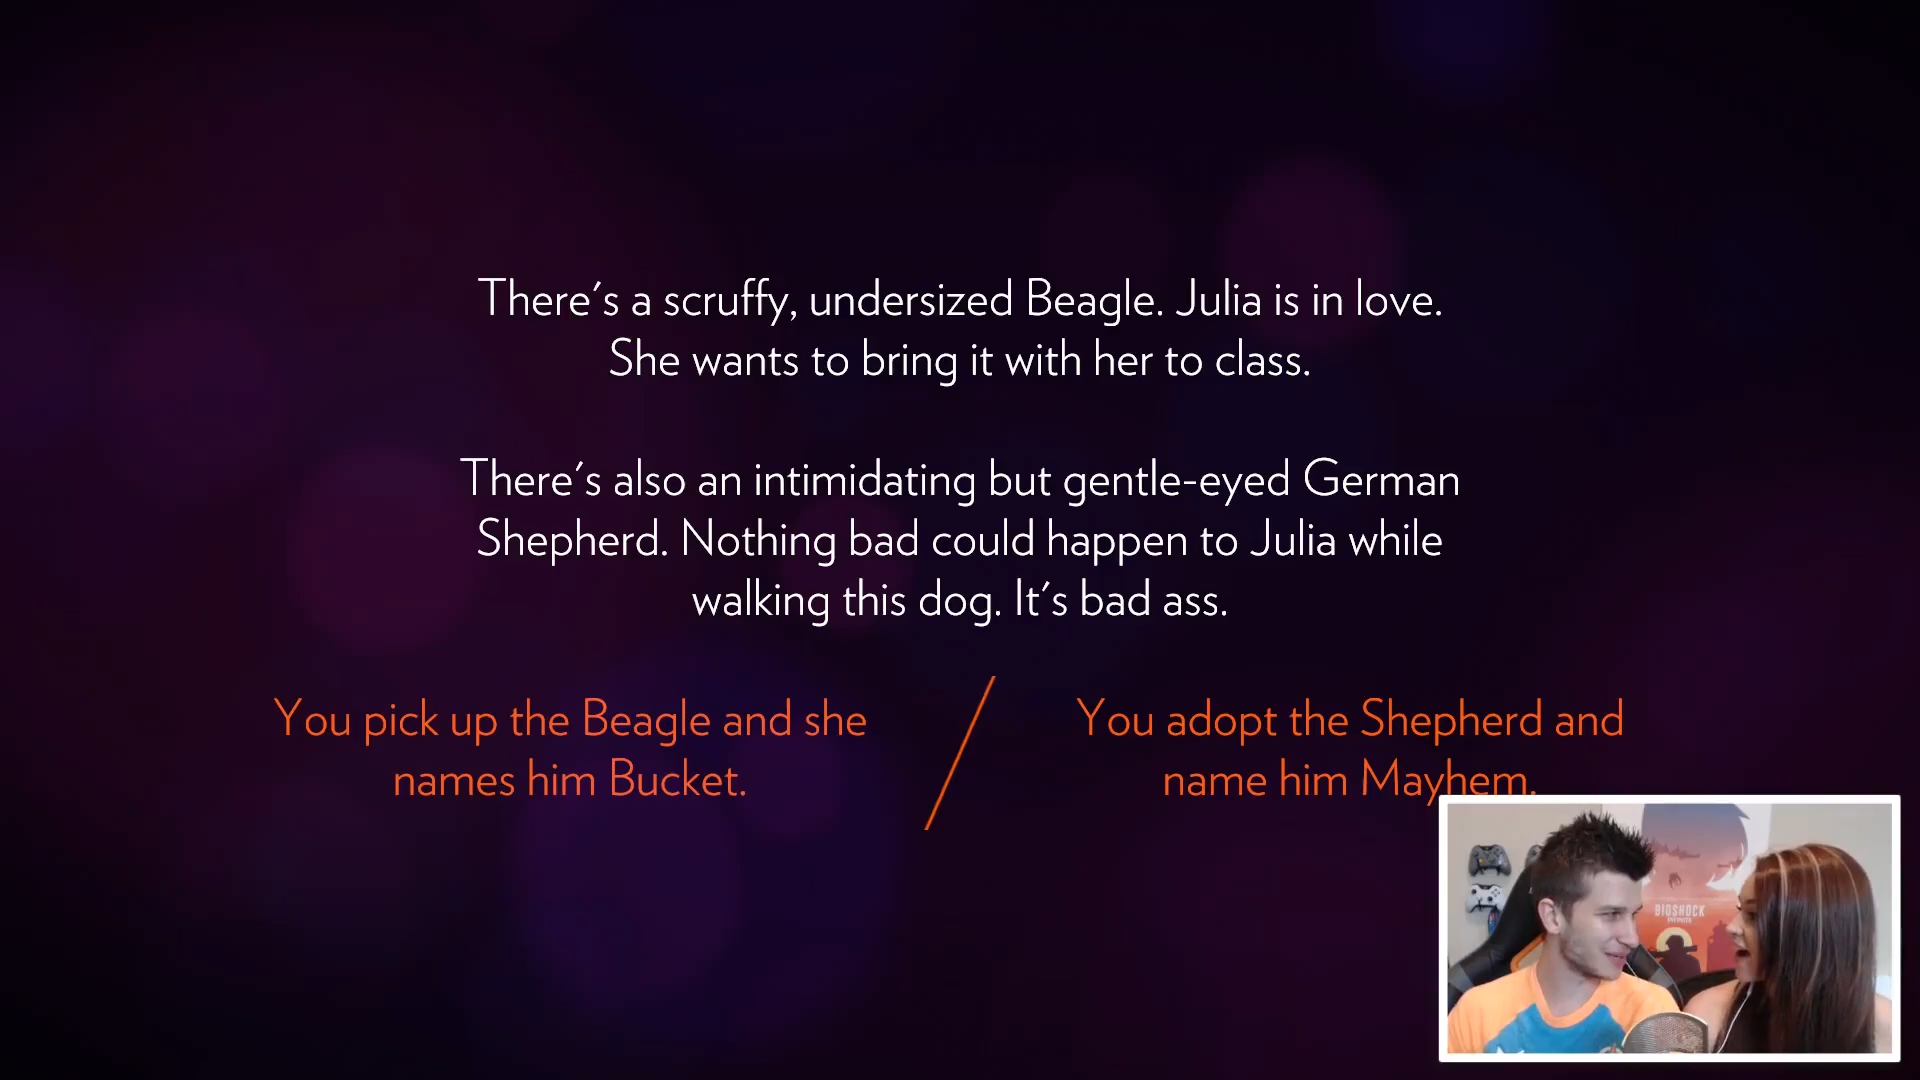 There's a scruffy, undersized Beagle. Julia is in love.
She wants to bring it with her to class.
There's also an intimidating but gentle-eyed German
Shepherd. Nothing bad could happen to Julia while
walking this dog. It's bad ass.
You pick up the Beagle and she
names him Bucket.
You adopt the Shepherd and
name him Mayhem.
BIOSHOCK
INFINITE